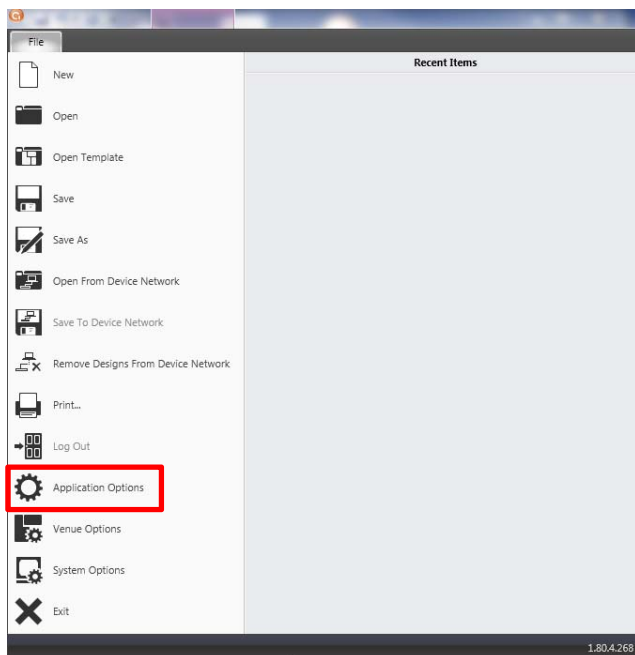 File
Recent Items
New
Open
Open Template
Save
Save As
Open From Device Network
Save To Device Network
Remove Designs From Device Network
Print...
Log Out
Application Options
Venue Options
System Options
Exit
1.80.4.268